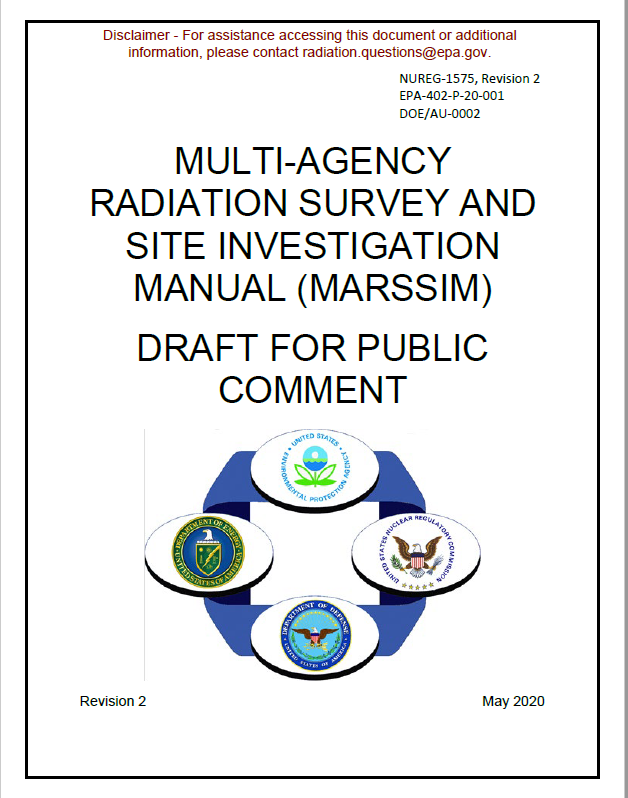 Disclaimer - For assistance accessing this document or additional
information, please contact radiation.questions@epa.gov.
NUREG-1575, Revision 2
EPA-402-P-20-001
DOE/AU-0002
MULTI-AGENCY
RADIATION SURVEY AND
SITE INVESTIGATION
MANUAL (MARSSIM)
DRAFT FOR PUBLIC
COMMENT
UNITED STATES
ENVIRONMENTAL PROTECTION AGENCY
DEPARTMENT OF ENERGY
UNITED STATES OF AMERICA
UNITED STATES NUCLEAR REGULATORY COMMISSION
DEPARTMENT OF DEFENSE
UNITED STATES OF AMERICA
Revision 2
May 2020